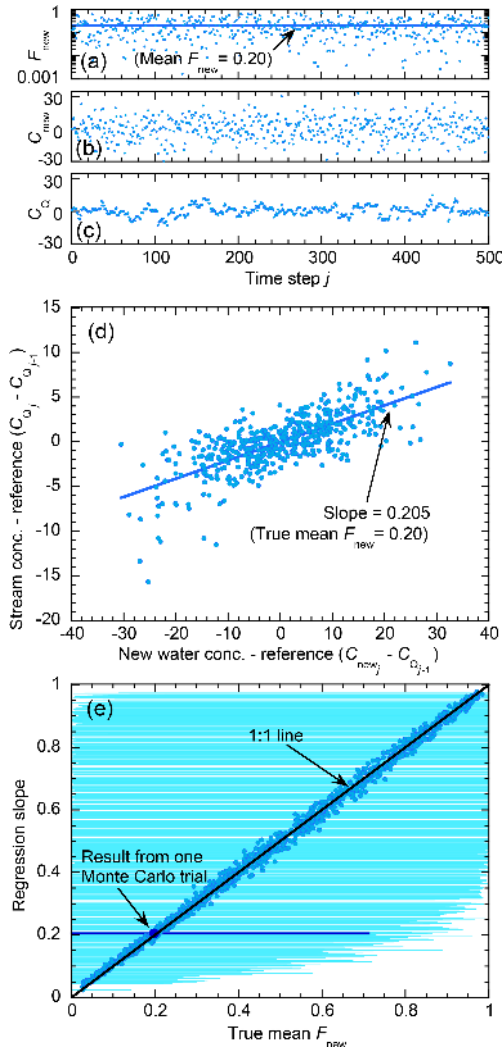 F_new
1
0.1
0.001
(a)
(Mean F_new = 0.20)
C_new
30
0
-30
(b)
C_Q
30
0
-30
(c)
0 100 200 300 400 500
Time step j
(d)
Stream conc. - reference (C_Qj - C_Qj-1)
15
10
5
0
-5
-10
-15
-20
Slope = 0.205
(True mean F_new = 0.20)
-40 -30 -20 -10 0 10 20 30 40
New water conc. - reference (C_newj - C_Qj-1)
(e)
Regression slope
1
0.8
0.6
0.4
0.2
0
1:1 line
Result from one
Monte Carlo trial
0 0.2 0.4 0.6 0.8 1
True mean F_new